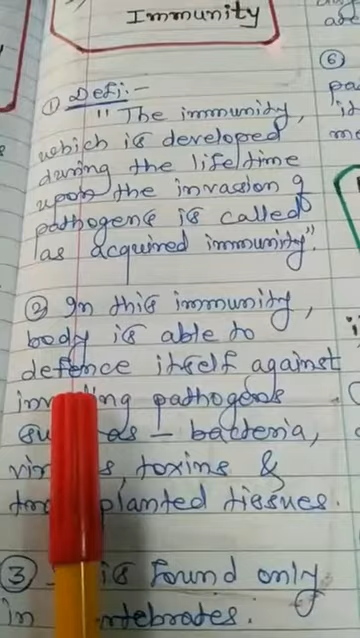 Immunity
① Defi:-
" The immunity,
which is developed
during the lifetime
upon the invasion of
pathogens is called
as acquired immunity".
② In this immunity,
body is able to
defence itself against
pathogens
as - bacteria,
toxins &
planted tissues.
③ is found only
in
⑥